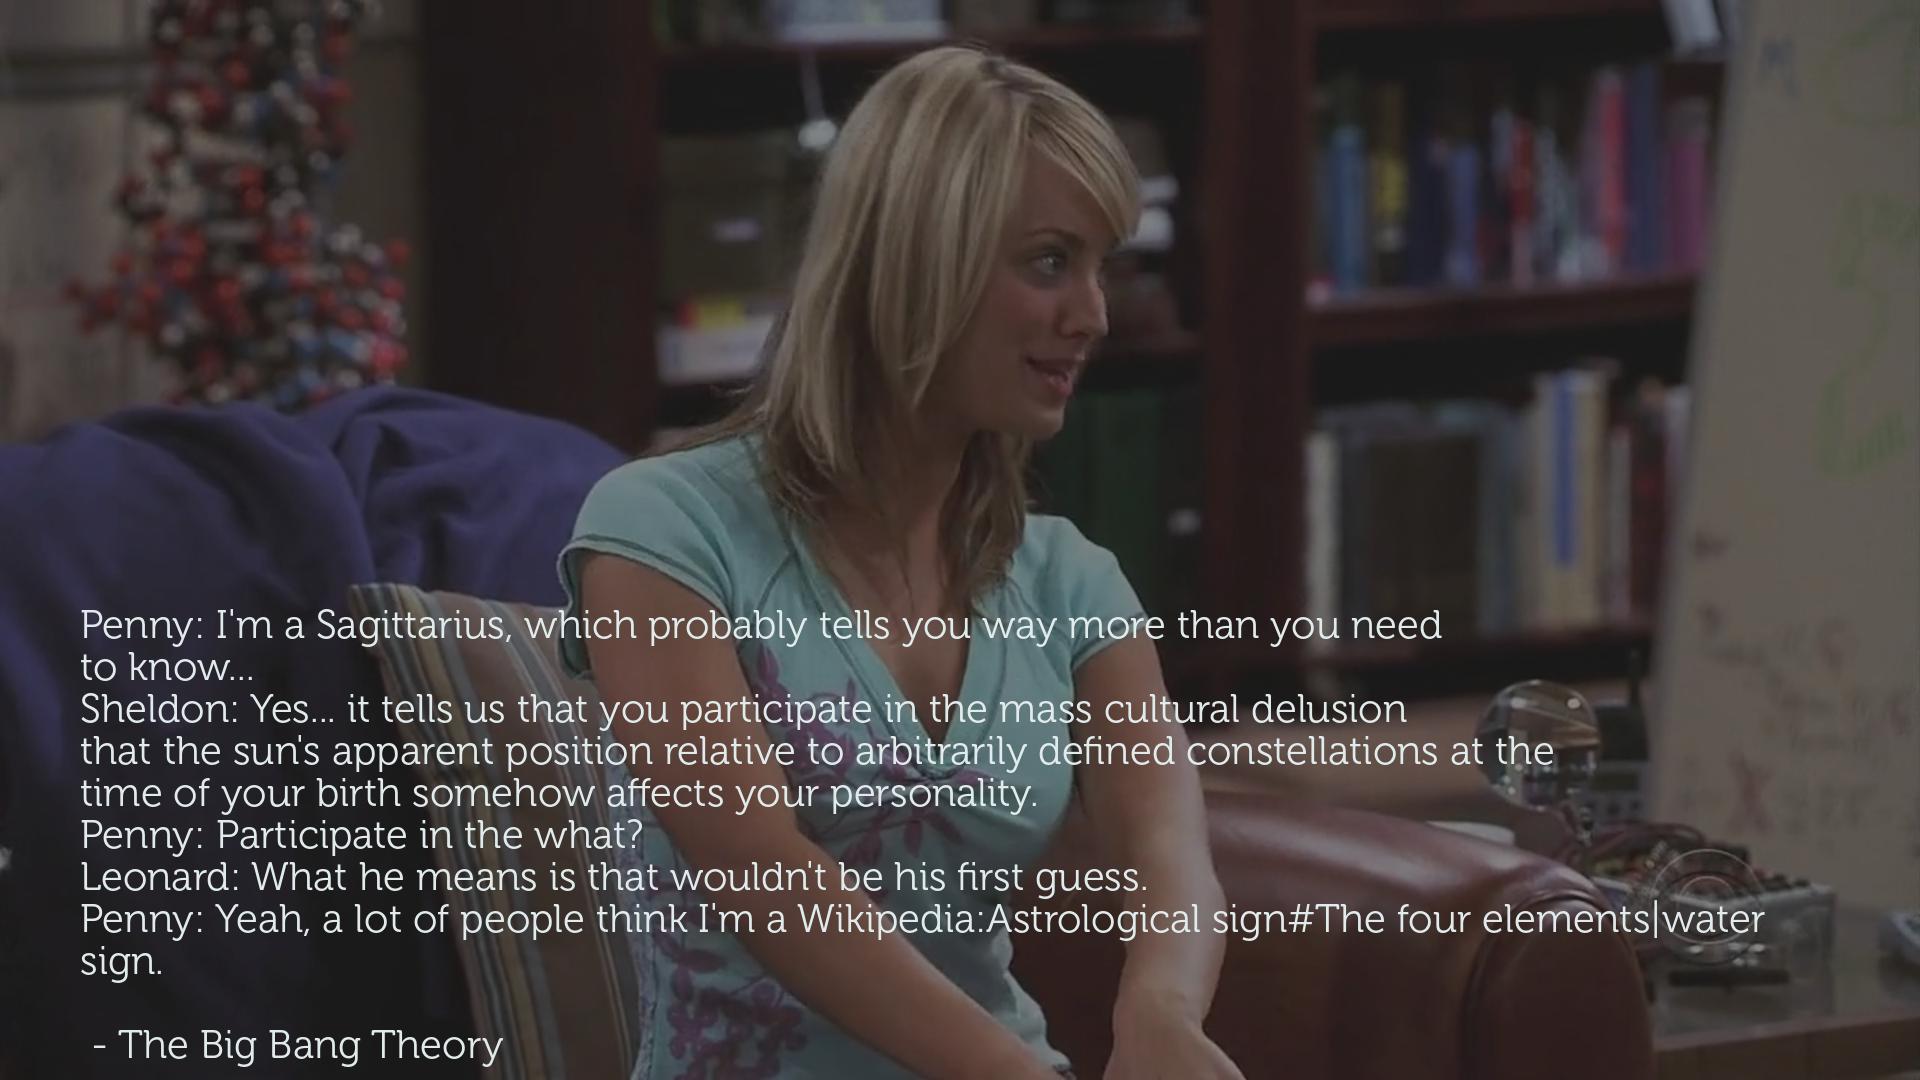 Penny: I'm a Sagittarius, which probably tells you way more than you need
to know...
Sheldon: Yes... it tells us that you participate in the mass cultural delusion
that the sun's apparent position relative to arbitrarily defined constellations at the
time of your birth somehow affects your personality.
Penny: Participate in the what?
Leonard: What he means is that wouldn't be his first guess.
Penny: Yeah, a lot of people think I'm a Wikipedia:Astrological sign#The four elements|water
sign.
- The Big Bang Theory